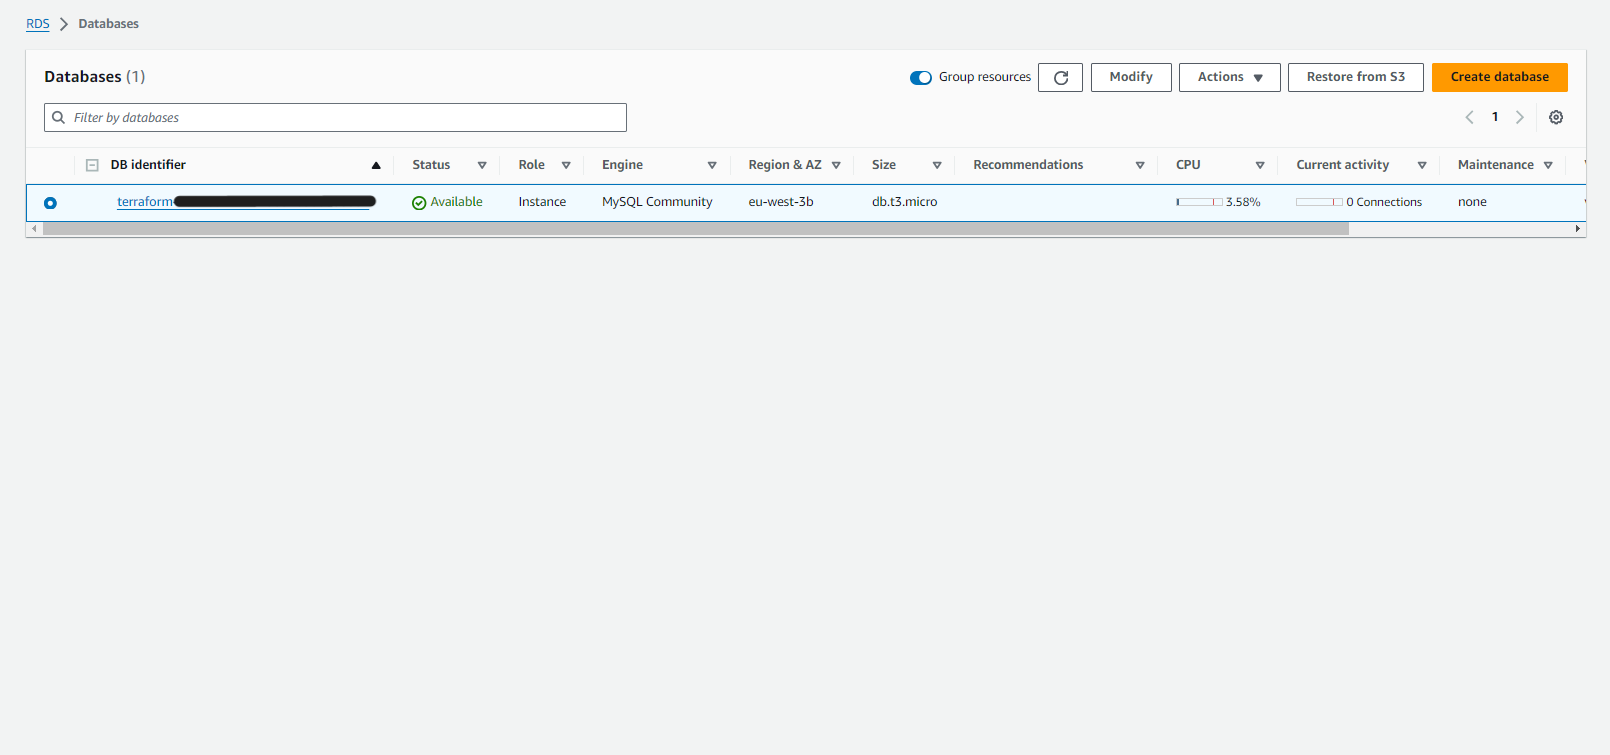 RDS > Databases
Databases (1) Group resources Modify Actions Restore from S3 Create database
Filter by databases 1
DB identifier Status Role Engine Region & AZ Size Recommendations CPU Current activity Maintenance
terraform Available Instance MySQL Community eu-west-3b db.t3.micro 3.58% 0 Connections none